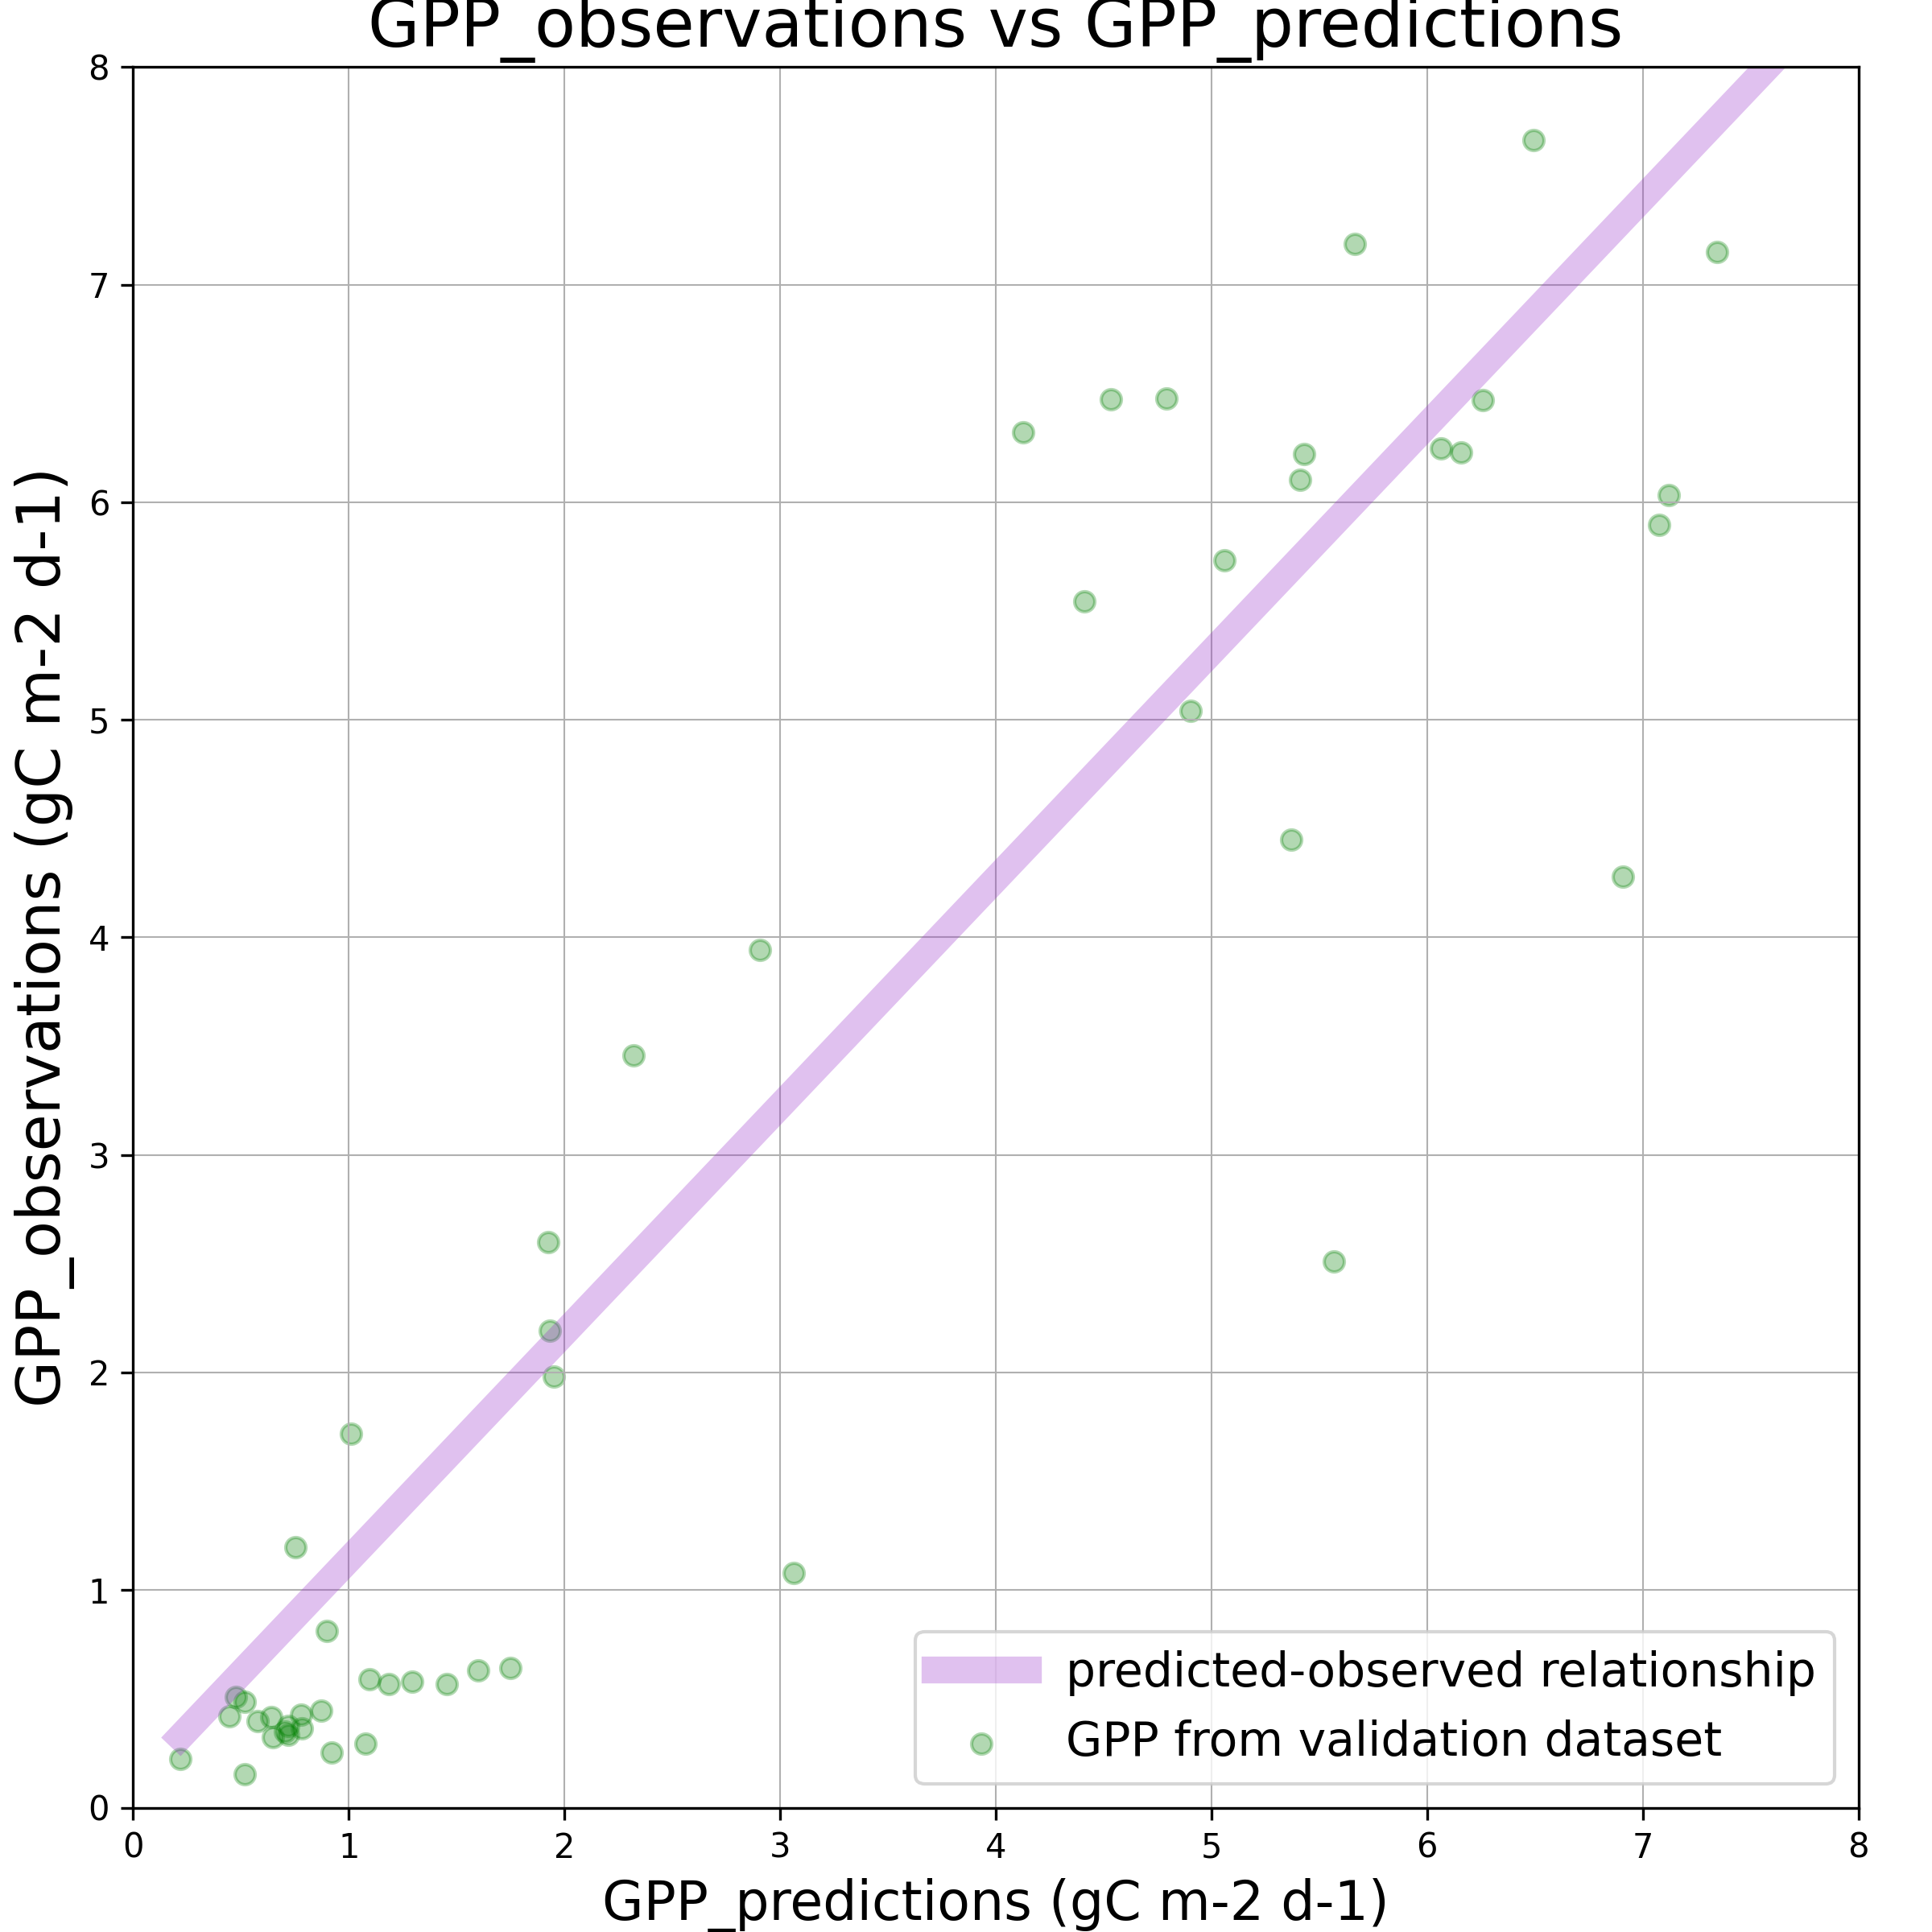 GPP_observations vs GPP_predictions
8
7
6
5
4
3
2
1
0
GPP_observations (gC m-2 d-1)
predicted-observed relationship
GPP from validation dataset
0 1 2 3 4 5 6 7 8
GPP_predictions (gC m-2 d-1)